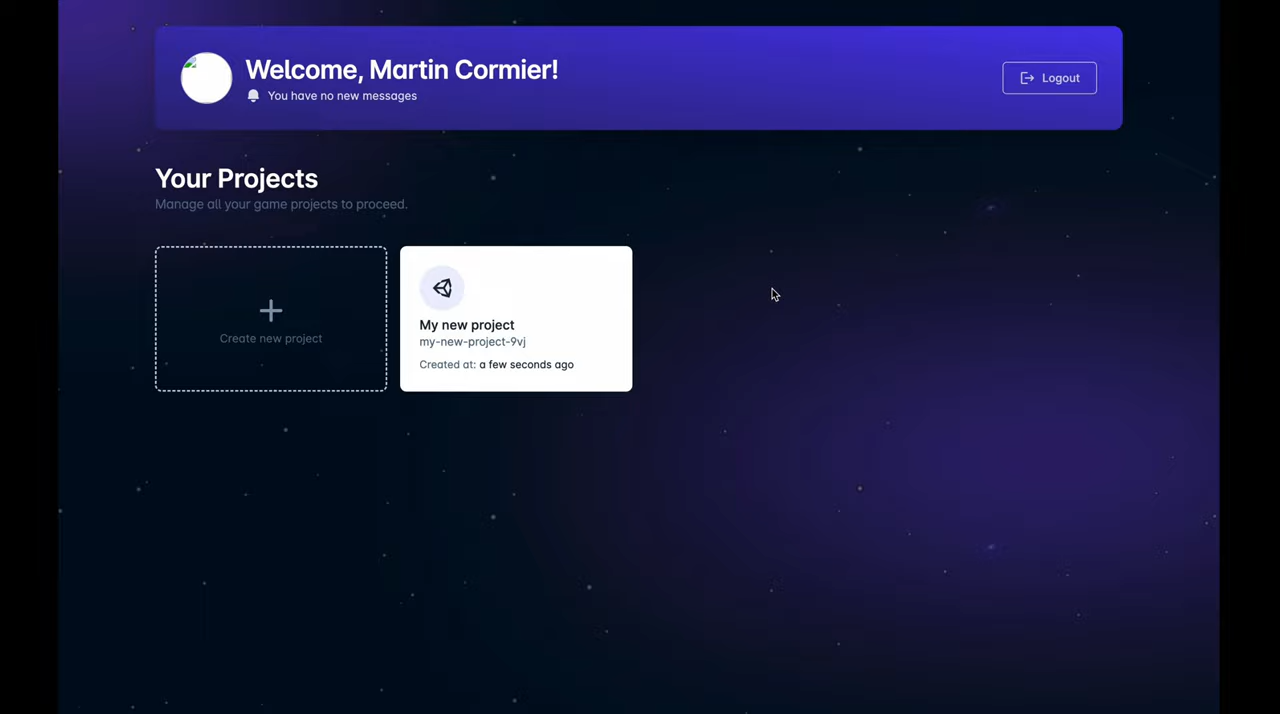 Welcome, Martin Cormier!
You have no new messages
Logout
Your Projects
Manage all your game projects to proceed.
Create new project
My new project
my-new-project-9vj
Created at: a few seconds ago